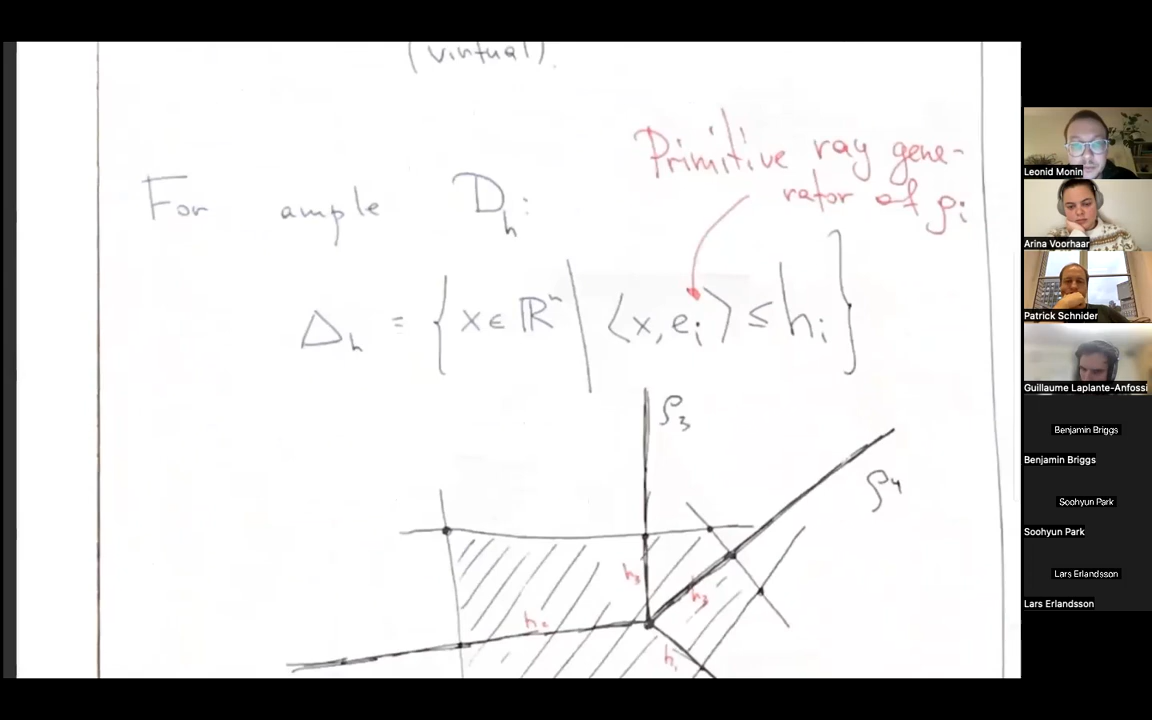 (virtual).
Primitive ray gene-
rator of ρi
For ample Dh:
Δh = { x ∈ ℝⁿ | ⟨x, ei⟩ ≤ hi }
ρ3
ρ4
h3
h3
h1
Leonid Monin
Arina Voorhaar
Patrick Schnider
Guillaume Laplante-Anfossi
Benjamin Briggs
Benjamin Briggs
Soohyun Park
Soohyun Park
Lars Erlandsson
Lars Erlandsson